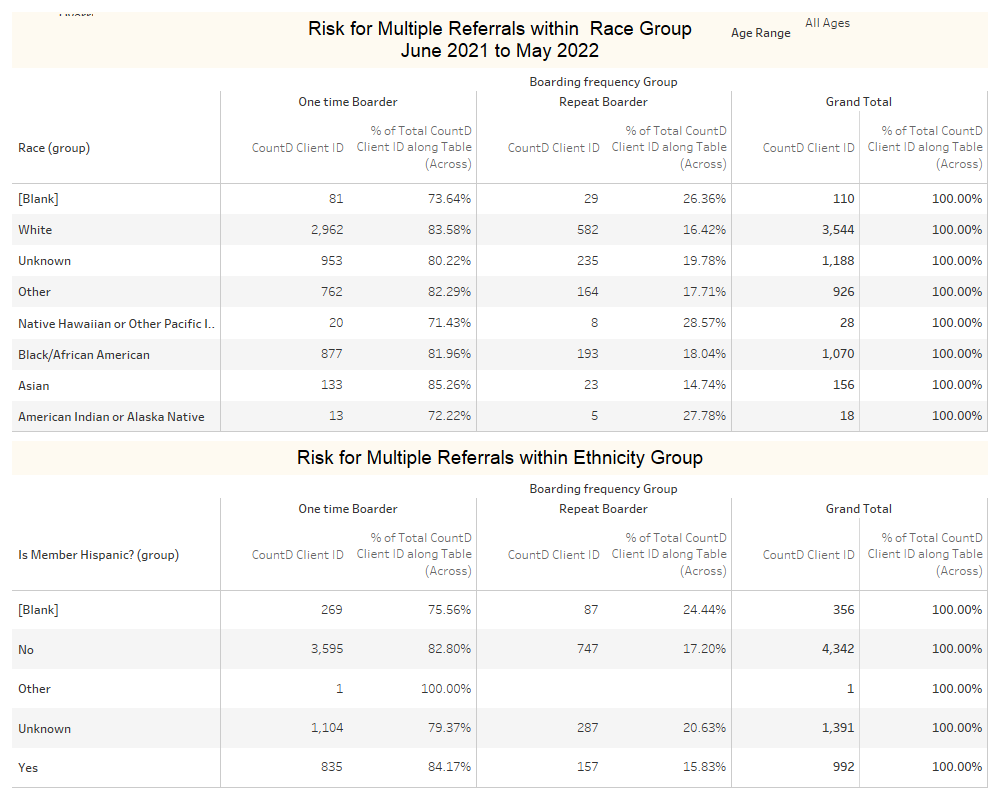 Risk for Multiple Referrals within Race Group
June 2021 to May 2022
Age Range All Ages
Boarding frequency Group
One time Boarder Repeat Boarder Grand Total
Race (group) CountD Client ID % of Total CountD Client ID along Table (Across) CountD Client ID % of Total CountD Client ID along Table (Across) CountD Client ID % of Total CountD Client ID along Table (Across)
[Blank] 81 73.64% 29 26.36% 110 100.00%
White 2,962 83.58% 582 16.42% 3,544 100.00%
Unknown 953 80.22% 235 19.78% 1,188 100.00%
Other 762 82.29% 164 17.71% 926 100.00%
Native Hawaiian or Other Pacific I.. 20 71.43% 8 28.57% 28 100.00%
Black/African American 877 81.96% 193 18.04% 1,070 100.00%
Asian 133 85.26% 23 14.74% 156 100.00%
American Indian or Alaska Native 13 72.22% 5 27.78% 18 100.00%
Risk for Multiple Referrals within Ethnicity Group
Boarding frequency Group
One time Boarder Repeat Boarder Grand Total
Is Member Hispanic? (group) CountD Client ID % of Total CountD Client ID along Table (Across) CountD Client ID % of Total CountD Client ID along Table (Across) CountD Client ID % of Total CountD Client ID along Table (Across)
[Blank] 269 75.56% 87 24.44% 356 100.00%
No 3,595 82.80% 747 17.20% 4,342 100.00%
Other 1 100.00% 1 100.00%
Unknown 1,104 79.37% 287 20.63% 1,391 100.00%
Yes 835 84.17% 157 15.83% 992 100.00%